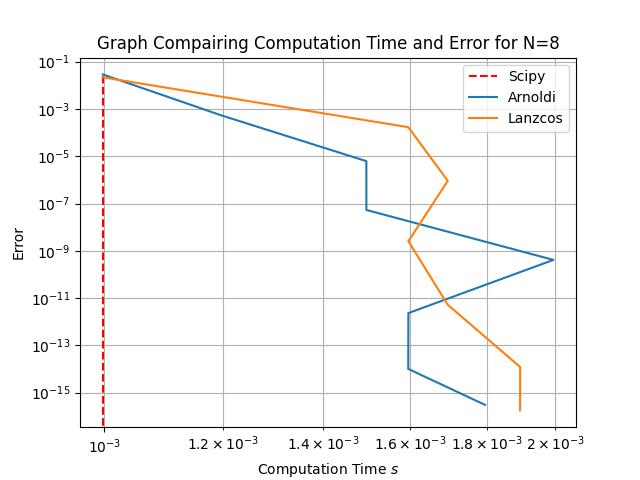 Graph Compairing Computation Time and Error for N=8
Scipy
Arnoldi
Lanzcos
Error
10⁻¹
10⁻³
10⁻⁵
10⁻⁷
10⁻⁹
10⁻¹¹
10⁻¹³
10⁻¹⁵
10⁻³ 1.2 × 10⁻³ 1.4 × 10⁻³ 1.6 × 10⁻³ 1.8 × 10⁻³ 2 × 10⁻³
Computation Time s